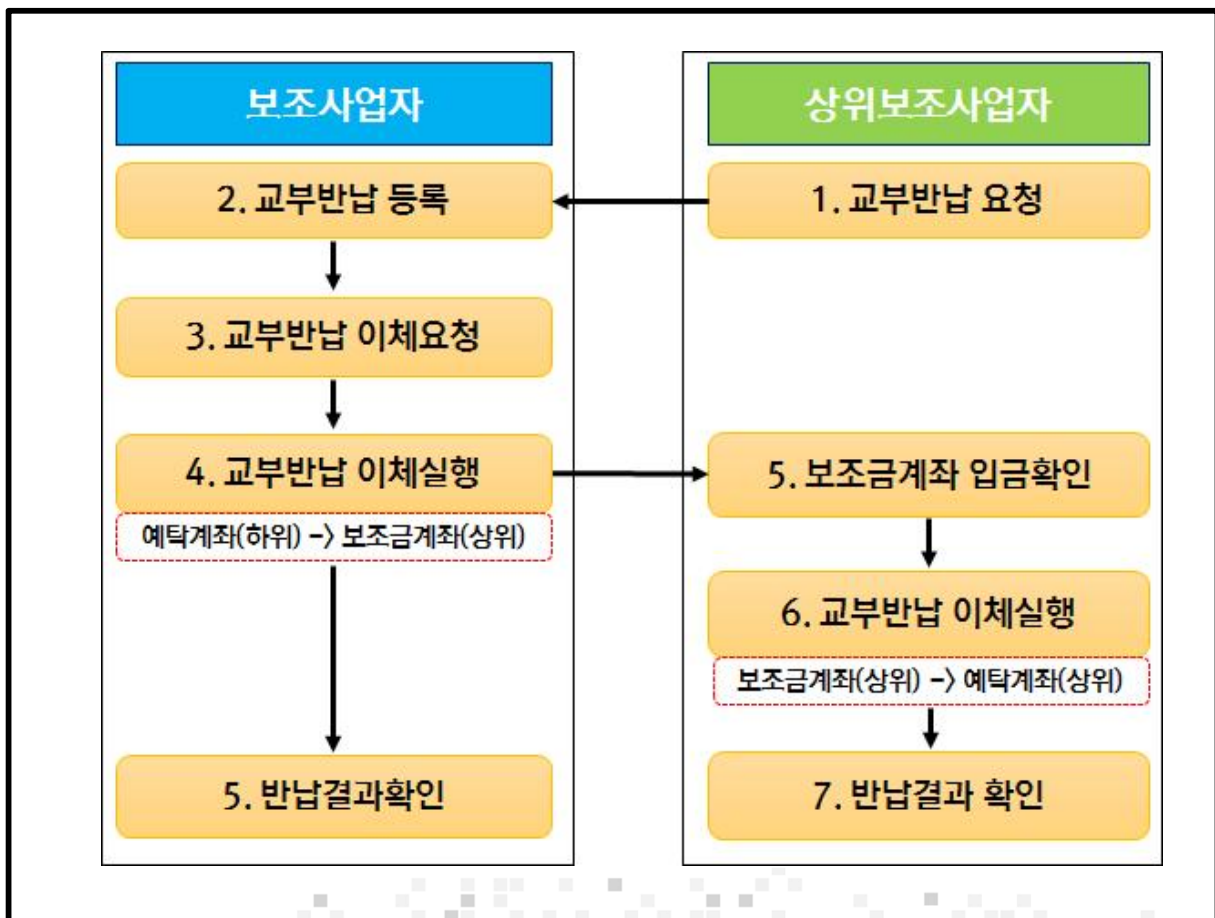 보조사업자
상위보조사업자
2. 교부반납 등록
1. 교부반납 요청
3. 교부반납 이체요청
4. 교부반납 이체실행
5. 보조금계좌 입금확인
예탁계좌(하위) -> 보조금계좌(상위)
6. 교부반납 이체실행
보조금계좌(상위) -> 예탁계좌(상위)
5. 반납결과확인
7. 반납결과 확인